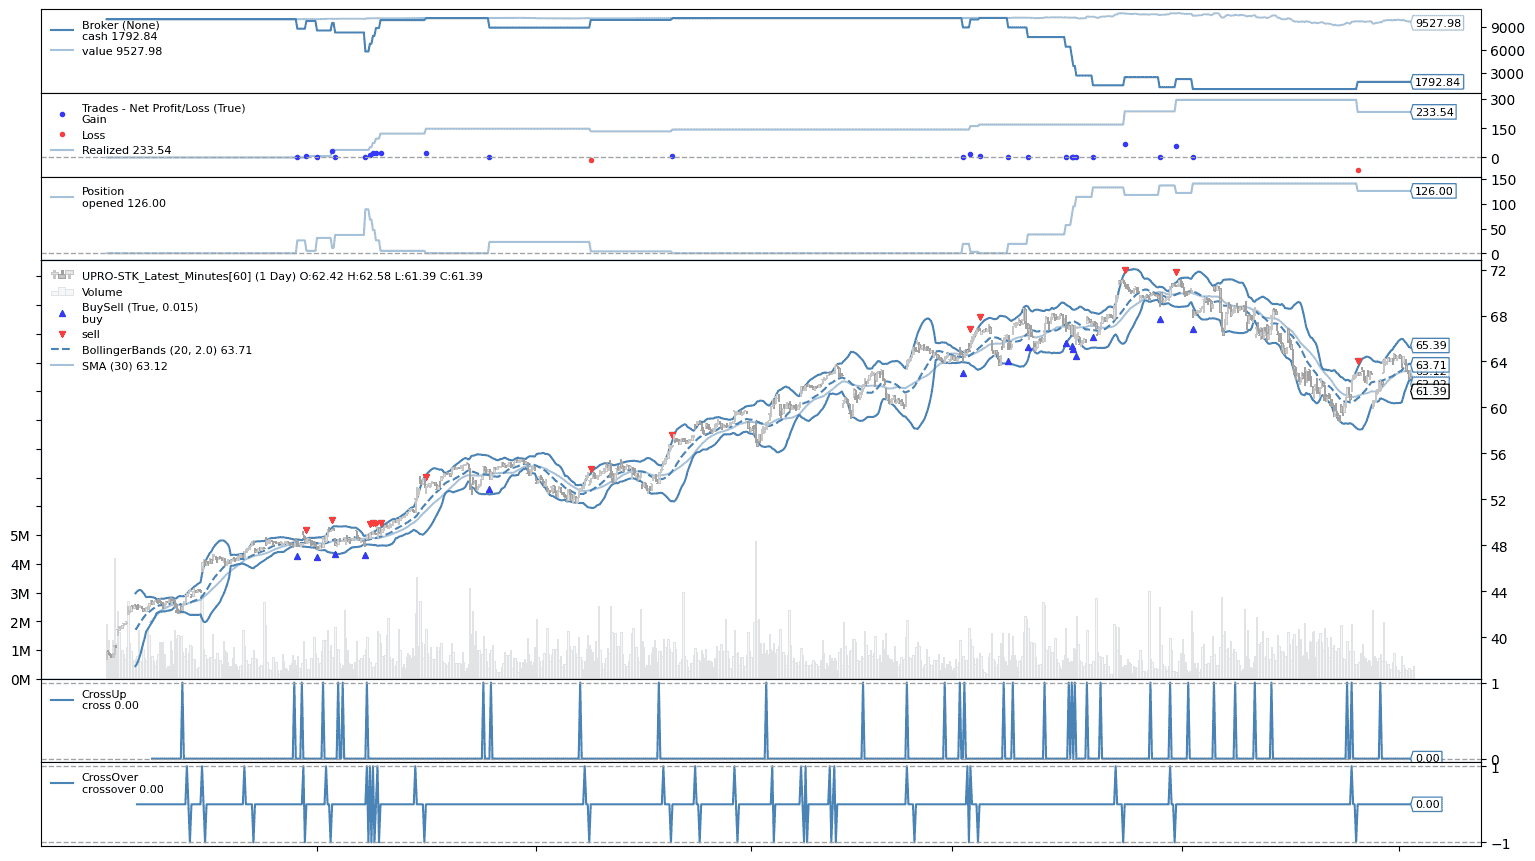 Broker (None)
cash 1792.84
value 9527.98
9527.98
1792.84
9000
6000
3000
Trades - Net Profit/Loss (True)
Gain
Loss
Realized 233.54
233.54
300
150
0
Position
opened 126.00
126.00
150
100
50
0
UPRO-STK_Latest_Minutes[60] (1 Day) O:62.42 H:62.58 L:61.39 C:61.39
Volume
BuySell (True, 0.015)
buy
sell
BollingerBands (20, 2.0) 63.71
SMA (30) 63.12
65.39
63.71
61.39
72
68
64
60
56
52
48
44
40
5M
4M
3M
2M
1M
0M
CrossUp
cross 0.00
0.00
1
0
CrossOver
crossover 0.00
0.00
1
−1